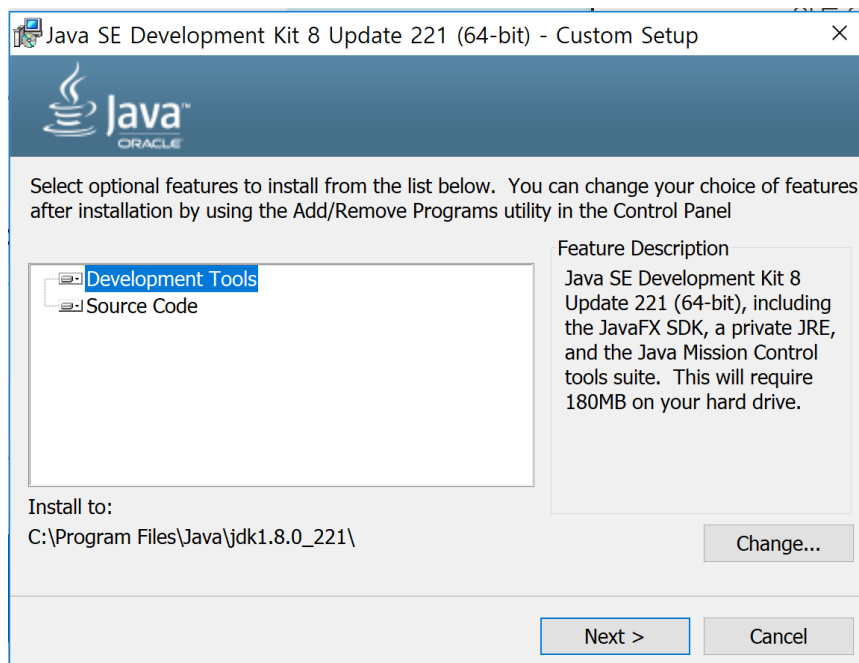 Java SE Development Kit 8 Update 221 (64-bit) - Custom Setup
Java™
ORACLE
Select optional features to install from the list below.  You can change your choice of features
after installation by using the Add/Remove Programs utility in the Control Panel
Development Tools
Source Code
Feature Description
Java SE Development Kit 8
Update 221 (64-bit), including
the JavaFX SDK, a private JRE,
and the Java Mission Control
tools suite.  This will require
180MB on your hard drive.
Install to:
C:\Program Files\Java\jdk1.8.0_221\
Change...
Next >
Cancel